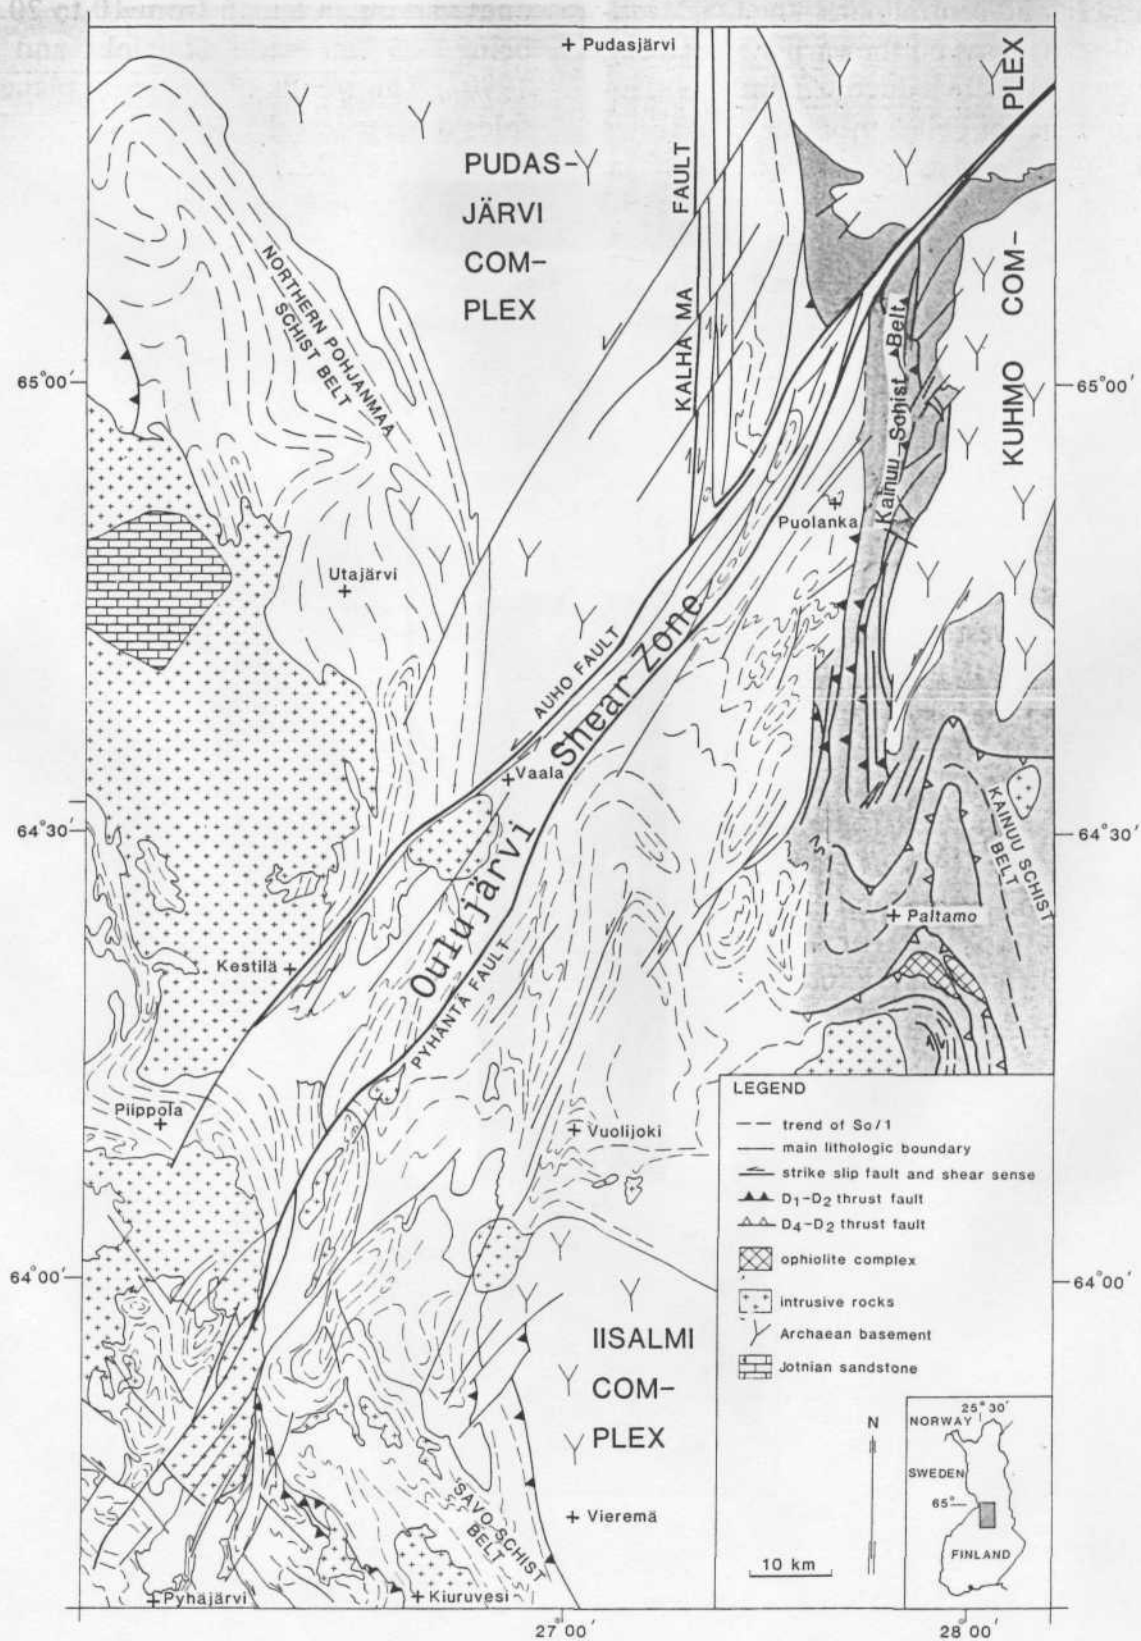 + Pudasjärvi
PUDAS-
JÄRVI
COM-
PLEX
KALHA MA FAULT
KUHMO COM-
PLEX
NORTHERN POHJANMAA
SCHIST BELT
Kainuu Schist Belt
65°00'
65°00'
Puolanka
Utajärvi
AUHO FAULT
Oulujärvi Shear Zone
Vaala
KAINUU SCHIST
BELT
64°30'
64°30'
Paltamo
Kestilä
PYHÄNTÄ FAULT
Piippola
Vuolijoki
64°00'
64°00'
IISALMI
COM-
PLEX
SAVO SCHIST
BELT
Vieremä
Pyhäjärvi
Kiuruvesi
27°00'
28°00'
LEGEND
trend of So/1
main lithologic boundary
strike slip fault and shear sense
D1-D2 thrust fault
D4-D2 thrust fault
ophiolite complex
intrusive rocks
Archaean basement
Jotnian sandstone
N
10 km
25°30'
NORWAY
SWEDEN
65°
FINLAND